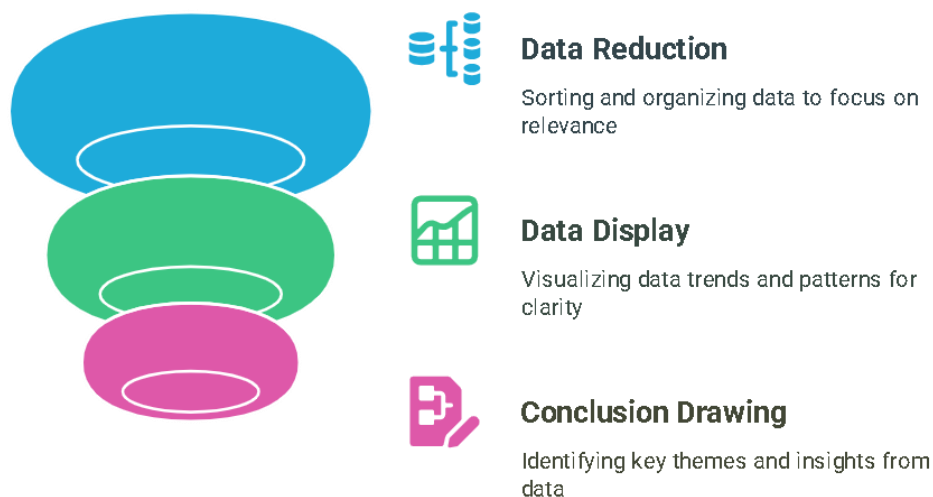 Data Reduction
Sorting and organizing data to focus on
relevance
Data Display
Visualizing data trends and patterns for
clarity
Conclusion Drawing
Identifying key themes and insights from
data